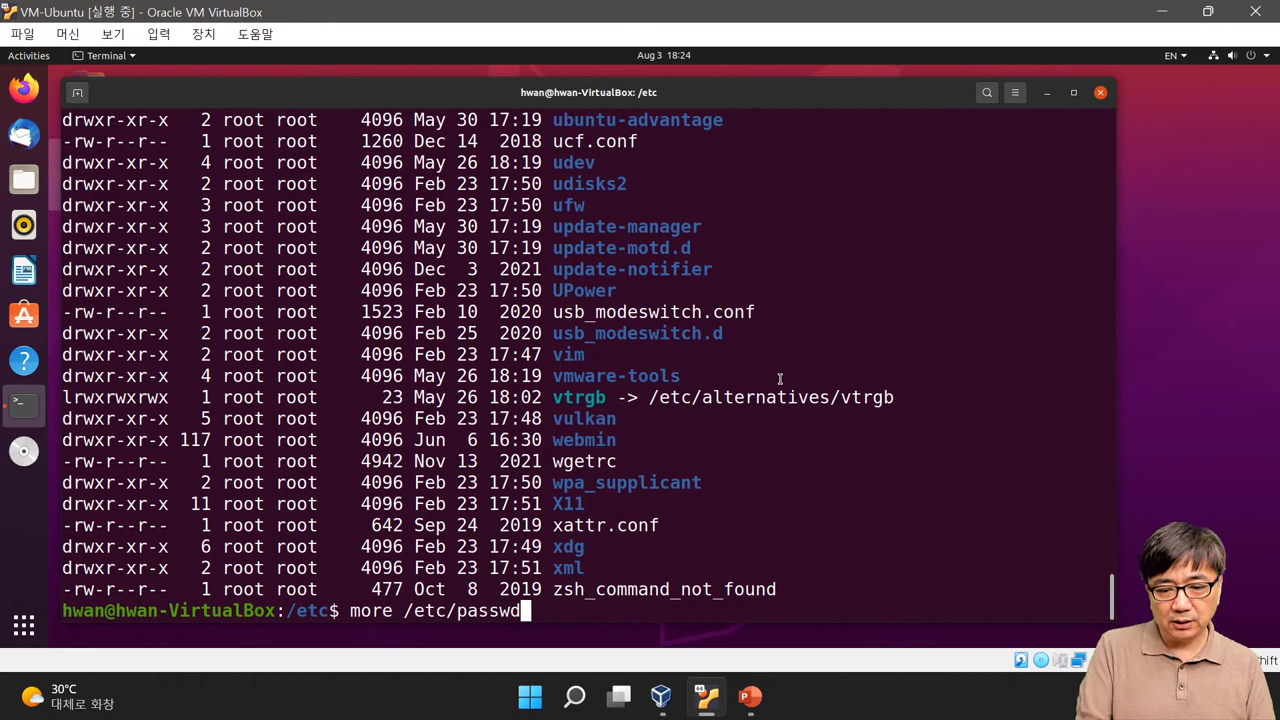 VM-Ubuntu [실행 중] - Oracle VM VirtualBox
파일 머신 보기 입력 장치 도움말
Activities Terminal Aug 3 18:24 EN
hwan@hwan-VirtualBox: /etc
drwxr-xr-x 2 root root 4096 May 30 17:19 ubuntu-advantage
-rw-r--r-- 1 root root 1260 Dec 14 2018 ucf.conf
drwxr-xr-x 4 root root 4096 May 26 18:19 udev
drwxr-xr-x 2 root root 4096 Feb 23 17:50 udisks2
drwxr-xr-x 3 root root 4096 Feb 23 17:50 ufw
drwxr-xr-x 3 root root 4096 May 30 17:19 update-manager
drwxr-xr-x 2 root root 4096 May 30 17:19 update-motd.d
drwxr-xr-x 2 root root 4096 Dec 3 2021 update-notifier
drwxr-xr-x 2 root root 4096 Feb 23 17:50 UPower
-rw-r--r-- 1 root root 1523 Feb 10 2020 usb_modeswitch.conf
drwxr-xr-x 2 root root 4096 Feb 25 2020 usb_modeswitch.d
drwxr-xr-x 2 root root 4096 Feb 23 17:47 vim
drwxr-xr-x 4 root root 4096 May 26 18:19 vmware-tools
lrwxrwxrwx 1 root root 23 May 26 18:02 vtrgb -> /etc/alternatives/vtrgb
drwxr-xr-x 5 root root 4096 Feb 23 17:48 vulkan
drwxr-xr-x 117 root root 4096 Jun 6 16:30 webmin
-rw-r--r-- 1 root root 4942 Nov 13 2021 wgetrc
drwxr-xr-x 2 root root 4096 Feb 23 17:50 wpa_supplicant
drwxr-xr-x 11 root root 4096 Feb 23 17:51 X11
-rw-r--r-- 1 root root 642 Sep 24 2019 xattr.conf
drwxr-xr-x 6 root root 4096 Feb 23 17:49 xdg
drwxr-xr-x 2 root root 4096 Feb 23 17:51 xml
-rw-r--r-- 1 root root 477 Oct 8 2019 zsh_command_not_found
hwan@hwan-VirtualBox:/etc$ more /etc/passwd
hift
30°C
대체로 화창